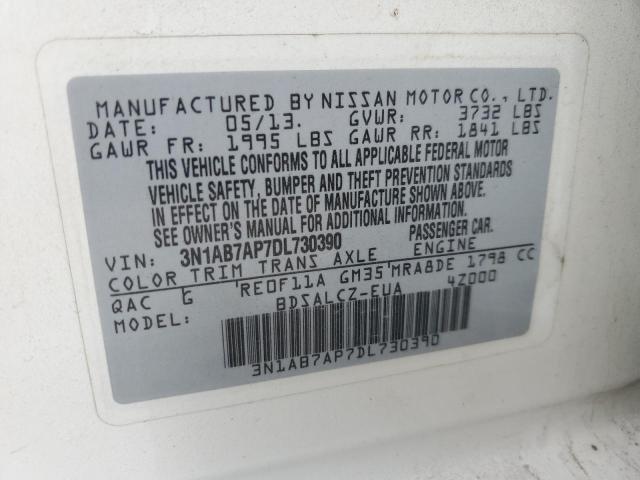 MANUFACTURED BY NISSAN MOTOR CO., LTD.
DATE: 05/13. GVWR: 3732 LBS
GAWR FR: 1995 LBS GAWR RR: 1841 LBS
THIS VEHICLE CONFORMS TO ALL APPLICABLE FEDERAL MOTOR
VEHICLE SAFETY, BUMPER AND THEFT PREVENTION STANDARDS
IN EFFECT ON THE DATE OF MANUFACTURE SHOWN ABOVE.
SEE OWNER'S MANUAL FOR ADDITIONAL INFORMATION.
VIN: 3N1AB7AP7DL730390 PASSENGER CAR.
COLOR TRIM TRANS AXLE ENGINE
QAC G 'RE0F11A GM35'MRA8DE 1798 CC
MODEL: BDSALCZ-EUA 4Z000
3N1AB7AP7DL730390